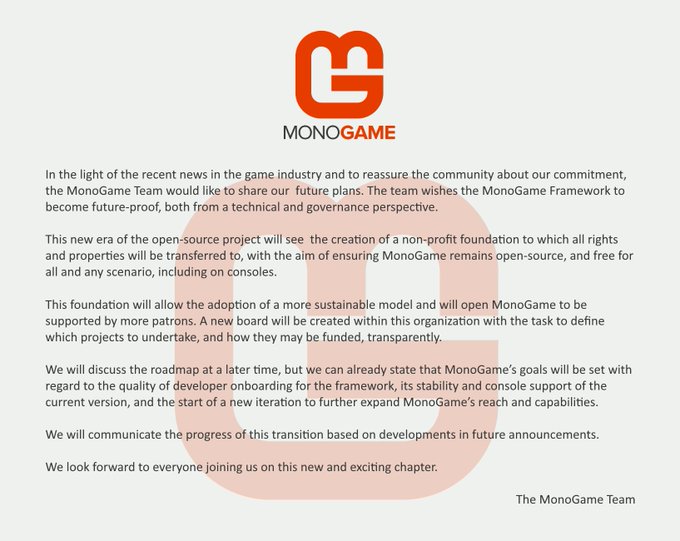 MONOGAME
In the light of the recent news in the game industry and to reassure the community about our commitment,
the MonoGame Team would like to share our  future plans. The team wishes the MonoGame Framework to
become future-proof, both from a technical and governance perspective.
This new era of the open-source project will see  the creation of a non-profit foundation to which all rights
and properties will be transferred to, with the aim of ensuring MonoGame remains open-source, and free for
all and any scenario, including on consoles.
This foundation will allow the adoption of a more sustainable model and will open MonoGame to be
supported by more patrons. A new board will be created within this organization with the task to define
which projects to undertake, and how they may be funded, transparently.
We will discuss the roadmap at a later time, but we can already state that MonoGame’s goals will be set with
regard to the quality of developer onboarding for the framework, its stability and console support of the
current version, and the start of a new iteration to further expand MonoGame’s reach and capabilities.
We will communicate the progress of this transition based on developments in future announcements.
We look forward to everyone joining us on this new and exciting chapter.
The MonoGame Team